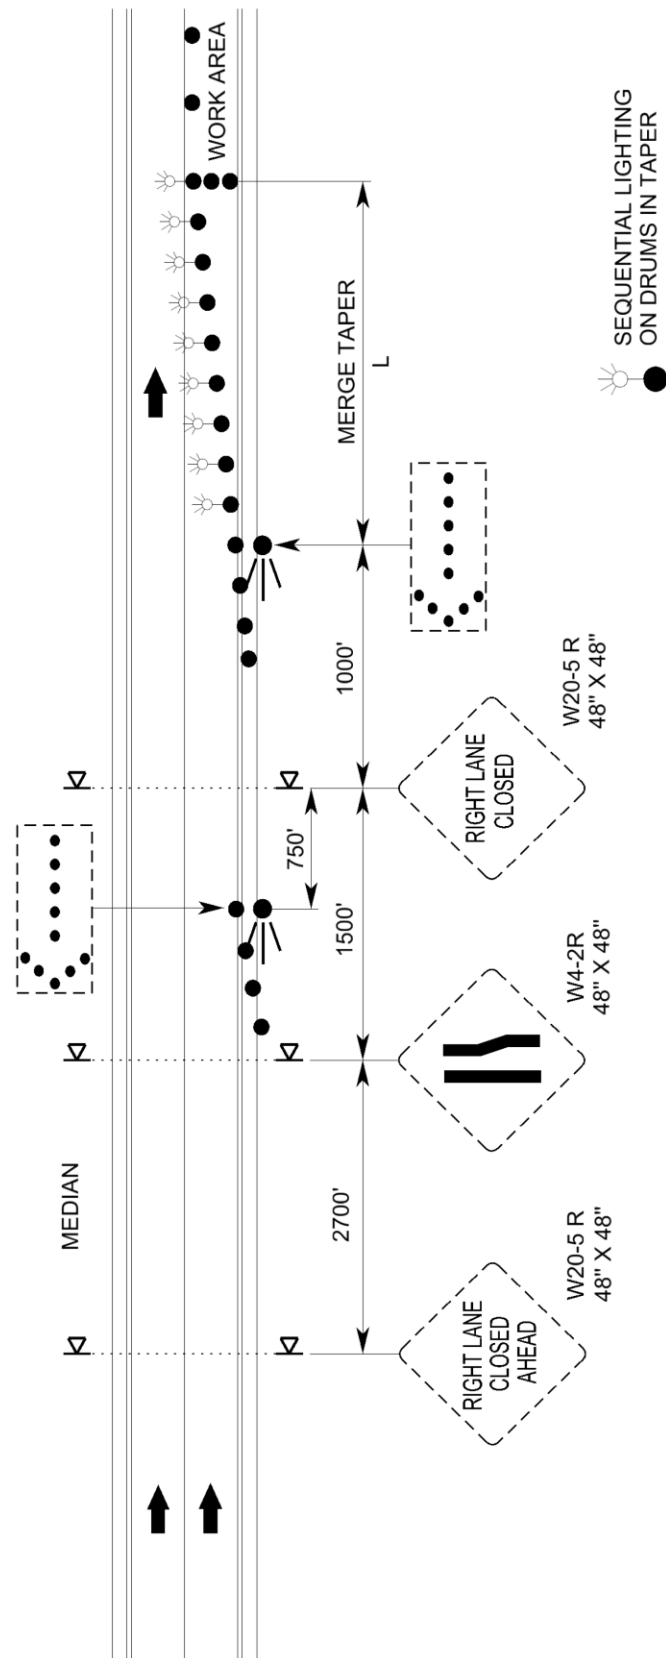 MEDIAN
WORK AREA
MERGE TAPER
L
1000'
750'
1500'
2700'
RIGHT LANE
CLOSED
AHEAD
W20-5 R
48" X 48"
W4-2R
48" X 48"
RIGHT LANE
CLOSED
W20-5 R
48" X 48"
SEQUENTIAL LIGHTING
ON DRUMS IN TAPER